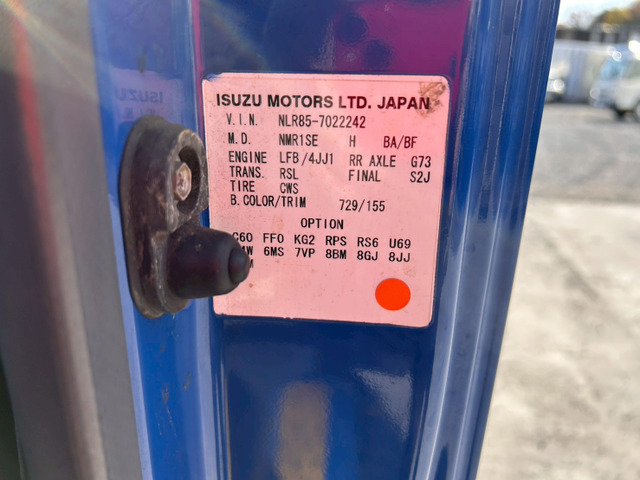 ISUZU MOTORS LTD. JAPAN
V.I.N. NLR85-7022242
M.D. NMR1SE H BA/BF
ENGINE LFB/4JJ1 RR AXLE G73
TRANS. RSL FINAL S2J
TIRE CWS
B.COLOR/TRIM 729/155
OPTION
C60 FF0 KG2 RPS RS6 U69
6MS 7VP 8BM 8GJ 8JJ